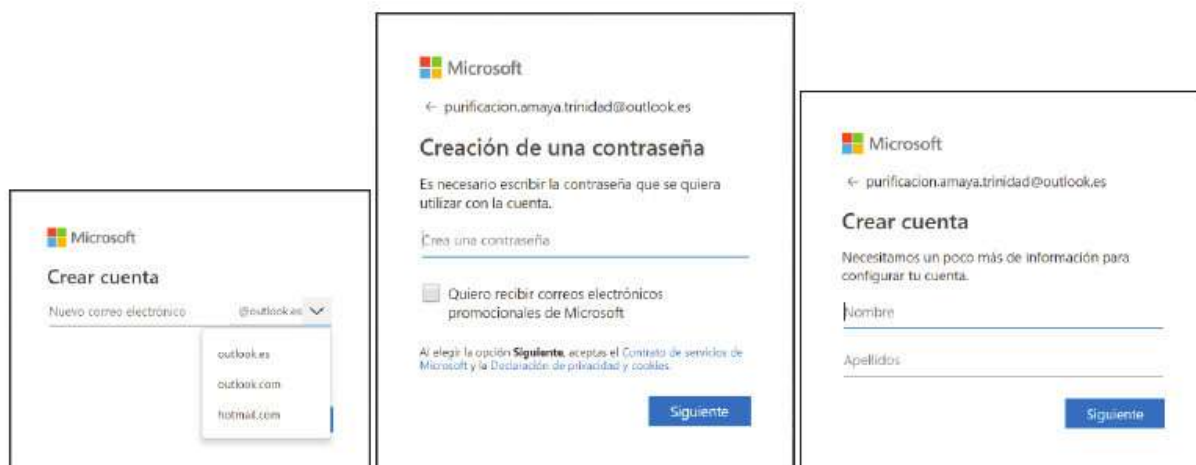 Microsoft
Crear cuenta
Nuevo correo electrónico @outlook.es
outlook.es
outlook.com
hotmail.com
Microsoft
← purificacion.amaya.trinidad@outlook.es
Creación de una contraseña
Es necesario escribir la contraseña que se quiera
utilizar con la cuenta.
Crea una contraseña
Quiero recibir correos electrónicos
promocionales de Microsoft
Al elegir la opción Siguiente, aceptas el Contrato de servicios de
Microsoft y la Declaración de privacidad y cookies.
Siguiente
Microsoft
← purificacion.amaya.trinidad@outlook.es
Crear cuenta
Necesitamos un poco más de información para
configurar tu cuenta.
Nombre
Apellidos
Siguiente